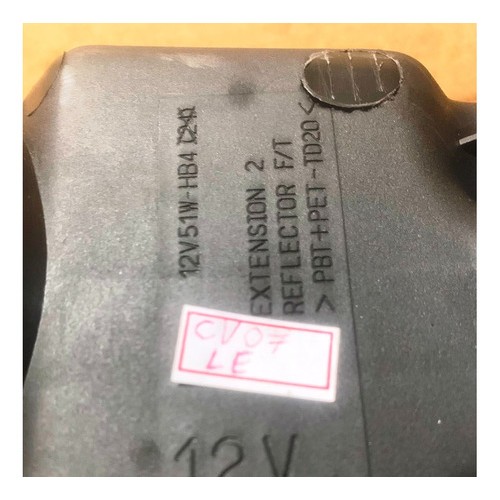 12V51W-HB4
EXTENSION 2
REFLECTOR F/T
> PBT+PET-TD20 <
CV07
LE
12V